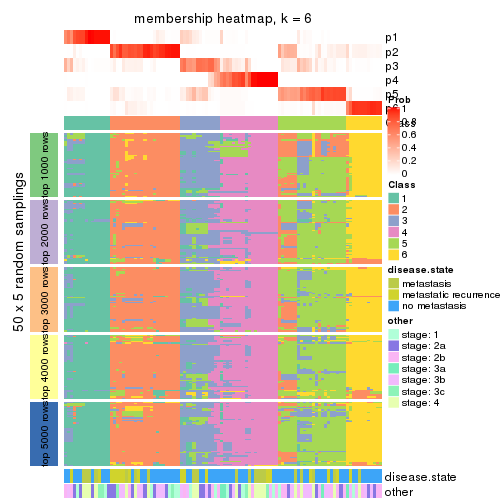 membership heatmap, k = 6
p1
p2
p3
p4
p5
Prob
1
0.8
0.6
0.4
0.2
0
Class
1
2
3
4
5
6
disease.state
metastasis
metastatic recurrence
no metastasis
other
stage: 1
stage: 2a
stage: 2b
stage: 3a
stage: 3b
stage: 3c
stage: 4
50 x 5 random samplings
top 1000 rows
top 2000 rows
top 3000 rows
top 4000 rows
top 5000 rows
disease.state
other